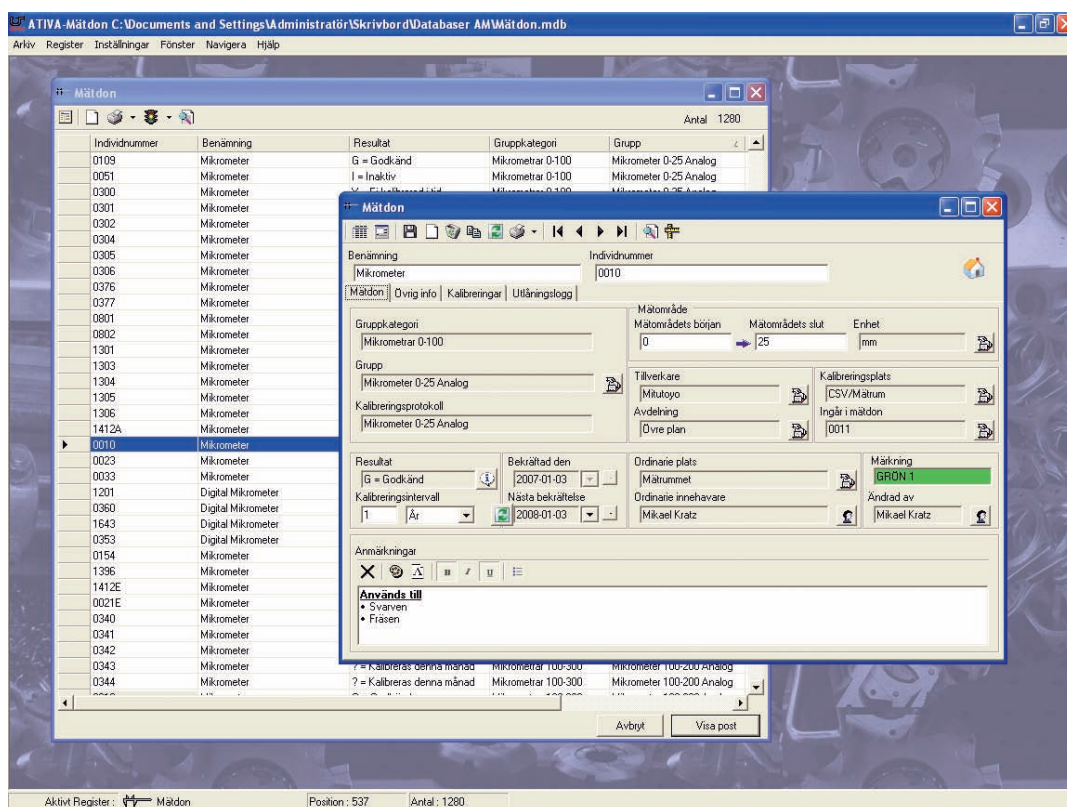 ATIVA-Mätdon C:\Documents and Settings\Administratör\Skrivbord\Databaser AM\Mätdon.mdb
Arkiv Register Inställningar Fönster Navigera Hjälp
Mätdon
Antal 1280
Individnummer Benämning Resultat Gruppkategori Grupp
0109 Mikrometer G = Godkänd Mikrometrar 0-100 Mikrometer 0-25 Analog
0051 Mikrometer I = Inaktiv Mikrometrar 0-100 Mikrometer 0-25 Analog
0300 Mikrometer
0301 Mikrometer
0302 Mikrometer
0304 Mikrometer
0305 Mikrometer
0306 Mikrometer
0376 Mikrometer
0377 Mikrometer
0801 Mikrometer
0802 Mikrometer
1301 Mikrometer
1303 Mikrometer
1304 Mikrometer
1305 Mikrometer
1306 Mikrometer
1412A Mikrometer
0010 Mikrometer
0023 Mikrometer
0033 Mikrometer
1201 Digital Mikrometer
0360 Digital Mikrometer
1643 Digital Mikrometer
0353 Digital Mikrometer
0154 Mikrometer
1396 Mikrometer
1412E Mikrometer
0021E Mikrometer
0340 Mikrometer
0341 Mikrometer
0342 Mikrometer
0343 Mikrometer ? = Kalibreras denna månad Mikrometrar 100-300 Mikrometer 100-200 Analog
0344 Mikrometer ? = Kalibreras denna månad Mikrometrar 100-300 Mikrometer 100-200 Analog
Avbryt Visa post
Mätdon
Benämning Individnummer
Mikrometer 0010
Mätdon Övrig info Kalibreringar Utlåningslogg
Gruppkategori
Mikrometrar 0-100
Grupp
Mikrometer 0-25 Analog
Kalibreringsprotokoll
Mikrometer 0-25 Analog
Mätområde
Mätområdets början Mätområdets slut Enhet
0 25 mm
Tillverkare Kalibreringsplats
Mitutoyo CSV/Mätrum
Avdelning Ingår i mätdon
Övre plan 0011
Resultat Bekräftad den
G = Godkänd 2007-01-03
Kalibreringsintervall Nästa bekräftelse
1 År 2008-01-03
Ordinarie plats Märkning
Mätrummet GRÖN 1
Ordinarie innehavare Ändrad av
Mikael Kratz Mikael Kratz
Anmärkningar
A B I U
Används till
• Svarven
• Fräsen
Aktivt Register : Mätdon Position : 537 Antal : 1280